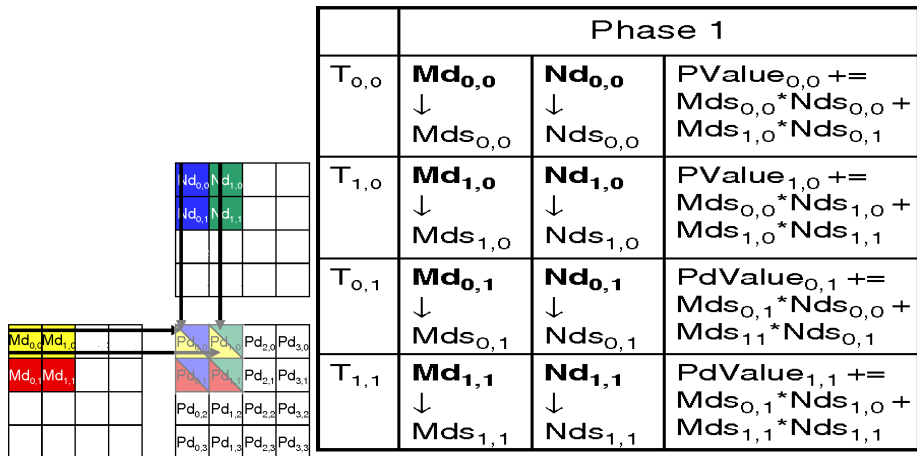 Phase 1
T0,0 Md0,0 Nd0,0 PValue0,0 +=
↓ ↓ Mds0,0*Nds0,0 +
Mds0,0 Nds0,0 Mds1,0*Nds0,1
T1,0 Md1,0 Nd1,0 PValue1,0 +=
↓ ↓ Mds0,0*Nds1,0 +
Mds1,0 Nds1,0 Mds1,0*Nds1,1
T0,1 Md0,1 Nd0,1 PdValue0,1 +=
↓ ↓ Mds0,1*Nds0,0 +
Mds0,1 Nds0,1 Mds11*Nds0,1
T1,1 Md1,1 Nd1,1 PdValue1,1 +=
↓ ↓ Mds0,1*Nds1,0 +
Mds1,1 Nds1,1 Mds1,1*Nds1,1
Nd0,0 Nd1,0
Nd0,1 Nd1,1
Md0,0 Md1,0
Md0,1 Md1,1
Pd1,0 Pd2,0 Pd3,0
Pd0,1 Pd1,1 Pd2,1 Pd3,1
Pd0,2 Pd1,2 Pd2,2 Pd3,2
Pd0,3 Pd1,3 Pd2,3 Pd3,3